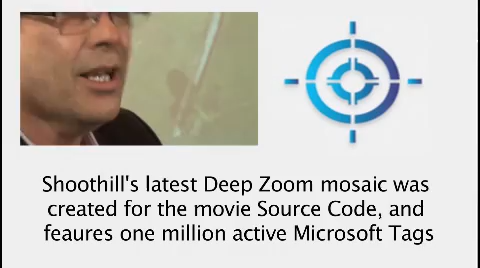 Shoothill's latest Deep Zoom mosaic was
created for the movie Source Code, and
feaures one million active Microsoft Tags